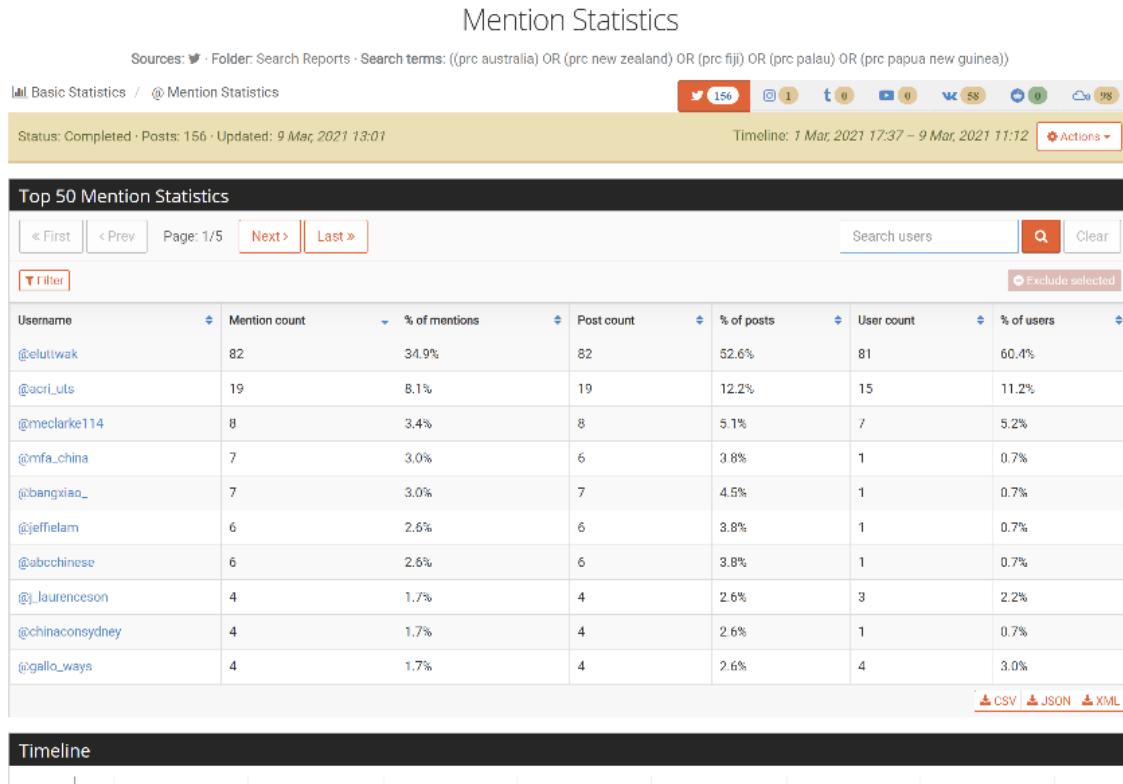 Mention Statistics
Sources: · Folder: Search Reports · Search terms: ((prc australia) OR (prc new zealand) OR (prc fiji) OR (prc palau) OR (prc papua new guinea))
Basic Statistics / @ Mention Statistics
156 1 t 0 0 58 0 98
Status: Completed · Posts: 156 · Updated: 9 Mar, 2021 13:01 Timeline: 1 Mar, 2021 17:37 – 9 Mar, 2021 11:12 Actions
Top 50 Mention Statistics
« First < Prev Page: 1/5 Next > Last » Search users Clear
Filter Exclude selected
Username Mention count % of mentions Post count % of posts User count % of users
@eluttwak 82 34.9% 82 52.6% 81 60.4%
@acri_uts 19 8.1% 19 12.2% 15 11.2%
@meclarke114 8 3.4% 8 5.1% 7 5.2%
@mfa_china 7 3.0% 6 3.8% 1 0.7%
@bangxiao_ 7 3.0% 7 4.5% 1 0.7%
@jeffielam 6 2.6% 6 3.8% 1 0.7%
@abcchinese 6 2.6% 6 3.8% 1 0.7%
@j_laurenceson 4 1.7% 4 2.6% 3 2.2%
@chinaconsydney 4 1.7% 4 2.6% 1 0.7%
@gallo_ways 4 1.7% 4 2.6% 4 3.0%
CSV JSON XML
Timeline